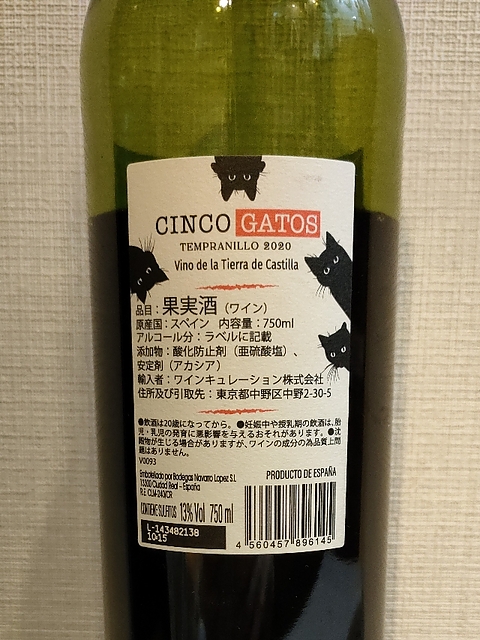 CINCO GATOS
TEMPRANILLO 2020
Vino de la Tierra de Castilla
品目：果実酒（ワイン）
原産国：スペイン　内容量：750ml
アルコール分：ラベルに記載
添加物：酸化防止剤（亜硫酸塩）、
安定剤（アカシア）
輸入者：ワインキュレーション株式会社
住所及び引取先：東京都中野区中野2-30-5
●飲酒は20歳になってから。●妊娠中や授乳期の飲酒は、胎
児・乳児の発育に悪影響を与えるおそれがあります。●沈
殿物が生じる場合がありますが、ワインの成分の為品質上問
題はありません。
V0093
Embotellado por Bodegas Navarro Lopez S.L
13300 Ciudad Real - España
R.E. CLM-240/CR
CONTIENE SULFITOS 13% Vol 750 ml
L-143482138
10:15
PRODUCTO DE ESPAÑA
4 560457 896145